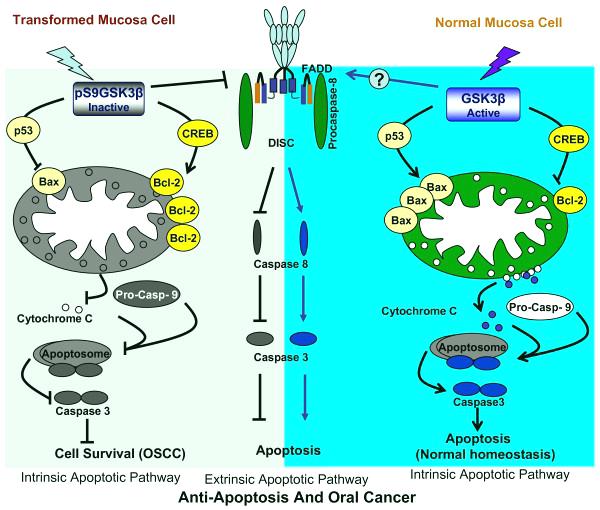 Transformed Mucosa Cell
Normal Mucosa Cell
FADD
Procaspase-8
DISC
?
pS9GSK3β
Inactive
GSK3β
Active
p53
CREB
p53
CREB
Bax
Bcl-2
Bcl-2
Bcl-2
Bax
Bax
Bax
Bcl-2
Caspase 8
Cytochrome C
Pro-Casp- 9
Cytochrome C
Pro-Casp- 9
Apoptosome
Caspase 3
Apoptosome
Caspase 3
Caspase3
Cell Survival (OSCC)
Apoptosis
Apoptosis
(Normal homeostasis)
Intrinsic Apoptotic Pathway
Extrinsic Apoptotic Pathway
Intrinsic Apoptotic Pathway
Anti-Apoptosis And Oral Cancer